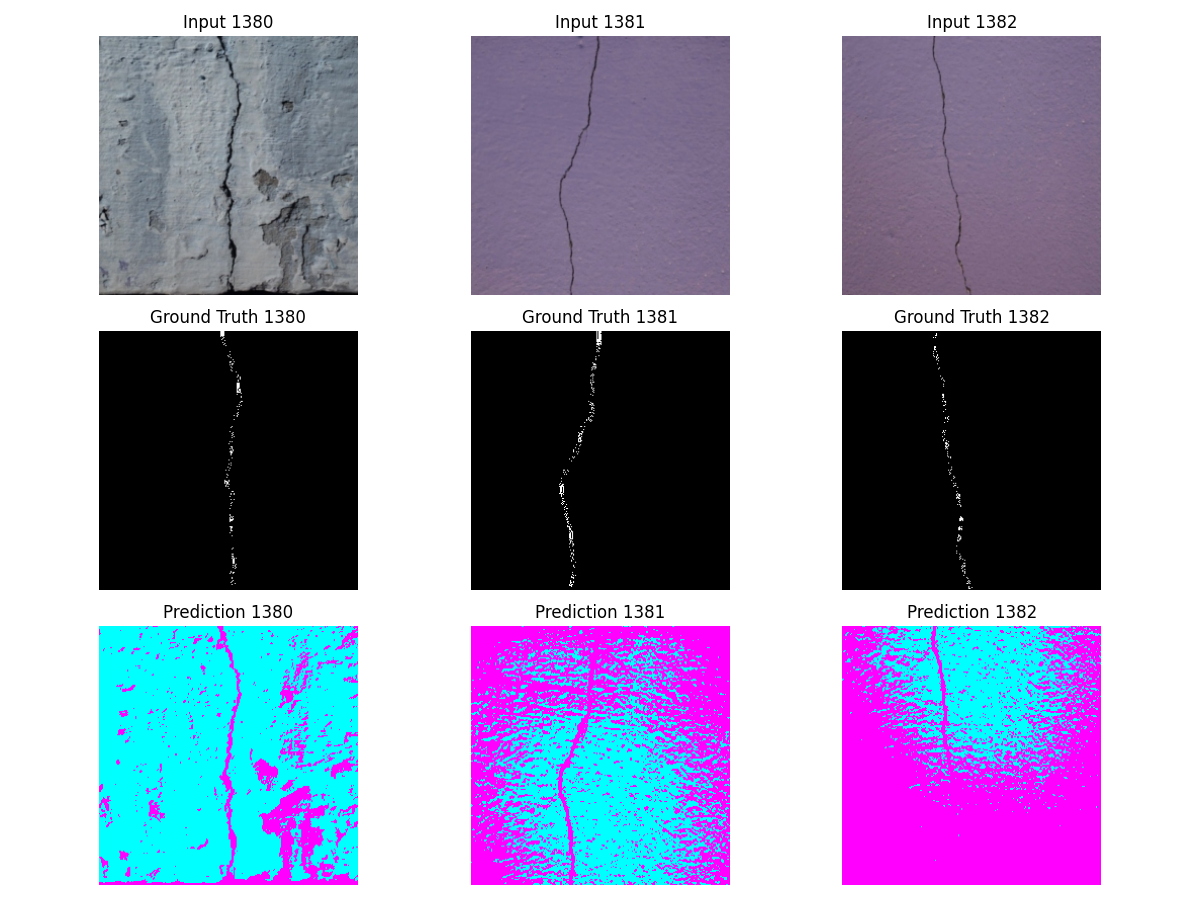 Input 1380
Input 1381
Input 1382
Ground Truth 1380
Ground Truth 1381
Ground Truth 1382
Prediction 1380
Prediction 1381
Prediction 1382